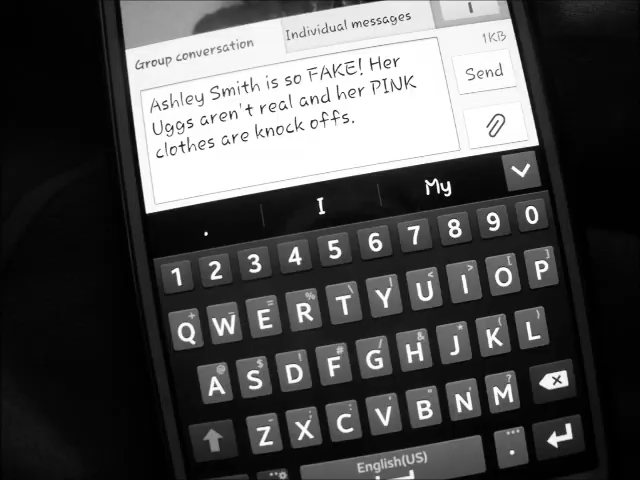 Group conversation
Individual messages
1KB
Ashley Smith is so FAKE! Her
Uggs aren't real and her PINK
clothes are knock offs.
Send
. I My
1 2 3 4 5 6 7 8 9 0
Q W E R T Y U I O P
A S D F G H J K L
Z X C V B N M
English(US)